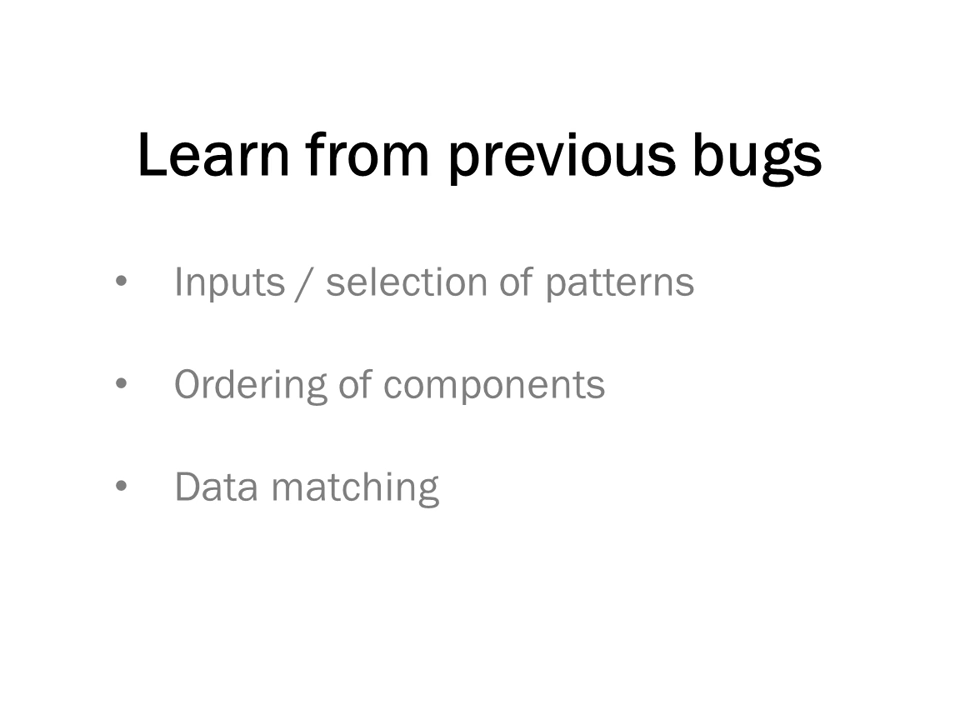 Learn from previous bugs
• Inputs / selection of patterns
• Ordering of components
• Data matching